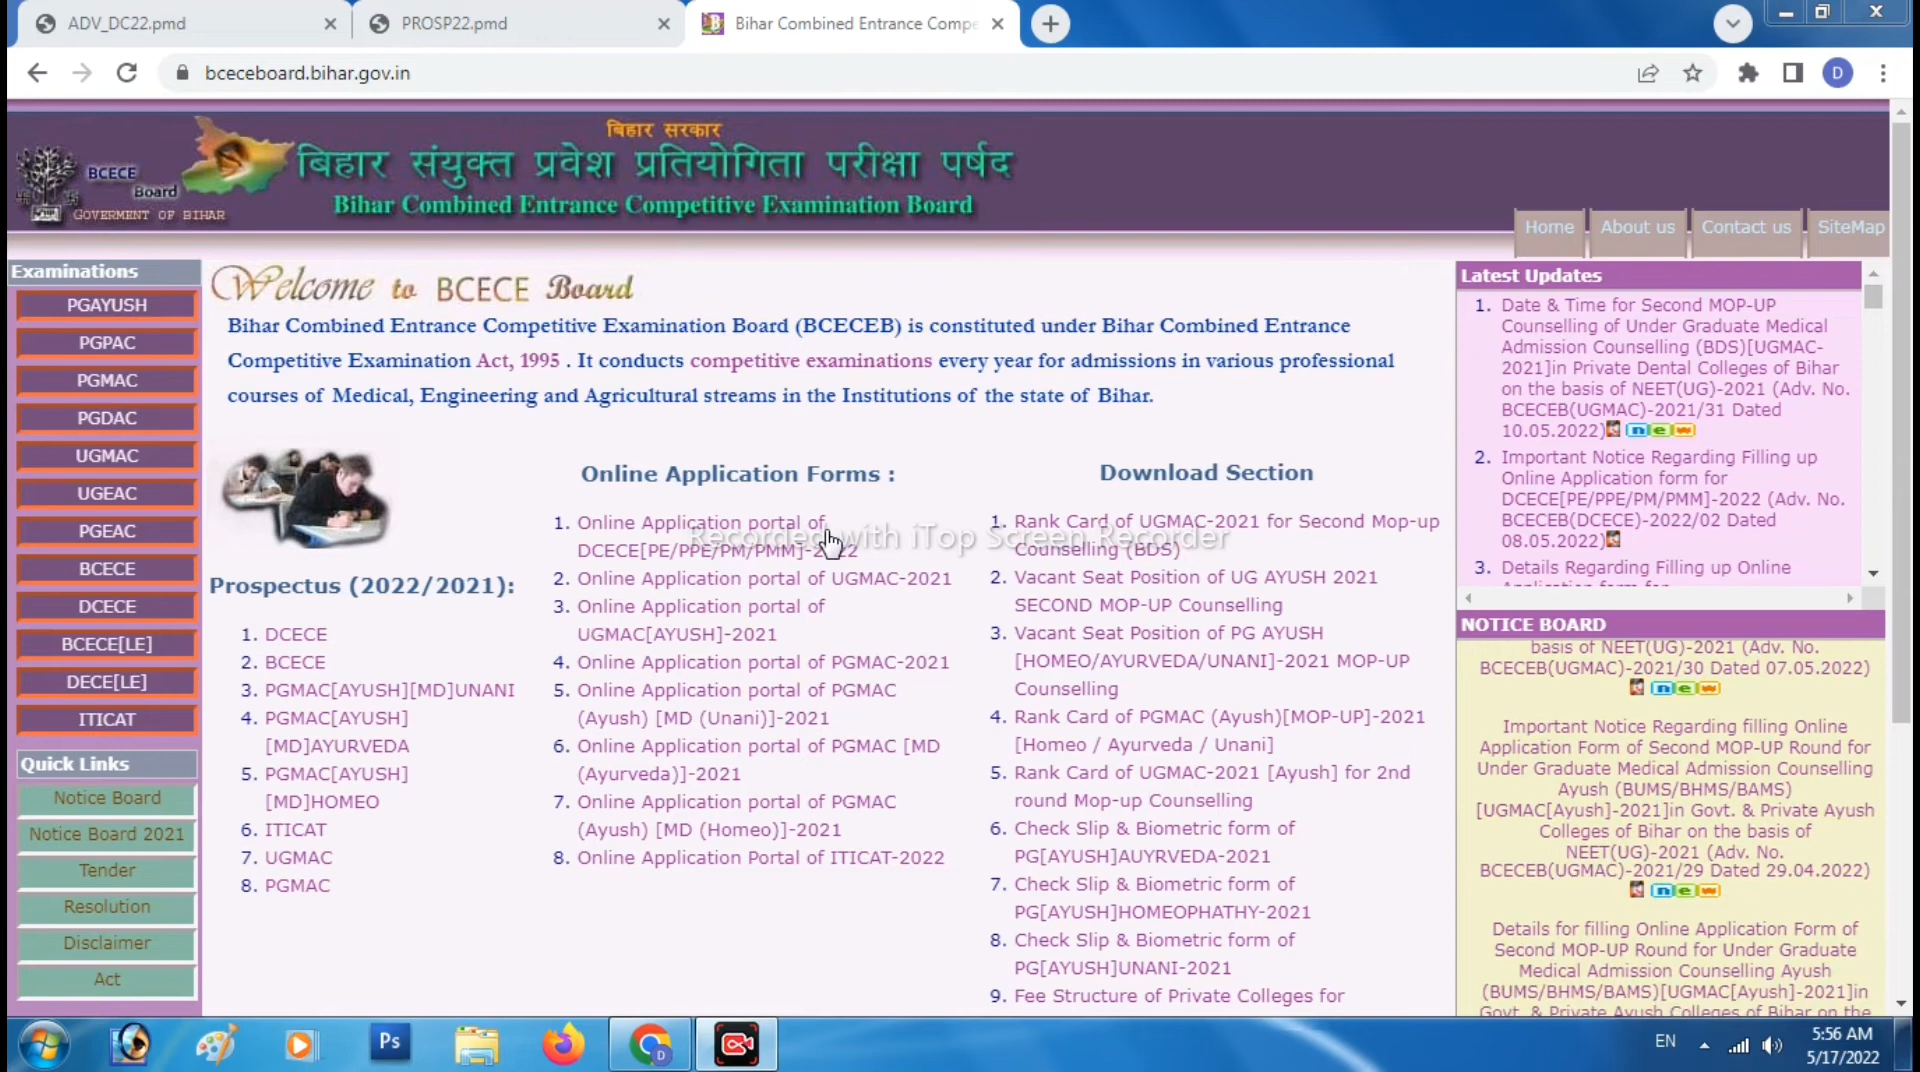 ADV_DC22.pmd
PROSP22.pmd
Bihar Combined Entrance Compe
bceceboard.bihar.gov.in
D
बिहार सरकार
बिहार संयुक्त प्रवेश प्रतियोगिता परीक्षा पर्षद
Bihar Combined Entrance Competitive Examination Board
BCECE
Board
GOVERMENT OF BIHAR
Home
About us
Contact us
SiteMap
Examinations
PGAYUSH
PGPAC
PGMAC
PGDAC
UGMAC
UGEAC
PGEAC
BCECE
DCECE
BCECE[LE]
DECE[LE]
ITICAT
Quick Links
Notice Board
Notice Board 2021
Tender
Resolution
Disclaimer
Act
Welcome to BCECE Board
Bihar Combined Entrance Competitive Examination Board (BCECEB) is constituted under Bihar Combined Entrance
Competitive Examination Act, 1995 . It conducts competitive examinations every year for admissions in various professional
courses of Medical, Engineering and Agricultural streams in the Institutions of the state of Bihar.
Prospectus (2022/2021):
1. DCECE
2. BCECE
3. PGMAC[AYUSH][MD]UNANI
4. PGMAC[AYUSH]
[MD]AYURVEDA
5. PGMAC[AYUSH]
[MD]HOMEO
6. ITICAT
7. UGMAC
8. PGMAC
Online Application Forms :
1. Online Application portal of
DCECE[PE/PPE/PM/PMM]-2022
2. Online Application portal of UGMAC-2021
3. Online Application portal of
UGMAC[AYUSH]-2021
4. Online Application portal of PGMAC-2021
5. Online Application portal of PGMAC
(Ayush) [MD (Unani)]-2021
6. Online Application portal of PGMAC [MD
(Ayurveda)]-2021
7. Online Application portal of PGMAC
(Ayush) [MD (Homeo)]-2021
8. Online Application Portal of ITICAT-2022
Recorded with iTop Screen Recorder
Download Section
1. Rank Card of UGMAC-2021 for Second Mop-up
Counselling (BDS)
2. Vacant Seat Position of UG AYUSH 2021
SECOND MOP-UP Counselling
3. Vacant Seat Position of PG AYUSH
[HOMEO/AYURVEDA/UNANI]-2021 MOP-UP
Counselling
4. Rank Card of PGMAC (Ayush)[MOP-UP]-2021
[Homeo / Ayurveda / Unani]
5. Rank Card of UGMAC-2021 [Ayush] for 2nd
round Mop-up Counselling
6. Check Slip & Biometric form of
PG[AYUSH]AUYRVEDA-2021
7. Check Slip & Biometric form of
PG[AYUSH]HOMEOPHATHY-2021
8. Check Slip & Biometric form of
PG[AYUSH]UNANI-2021
9. Fee Structure of Private Colleges for
Latest Updates
1. Date & Time for Second MOP-UP
Counselling of Under Graduate Medical
Admission Counselling (BDS)[UGMAC-
2021]in Private Dental Colleges of Bihar
on the basis of NEET(UG)-2021 (Adv. No.
BCECEB(UGMAC)-2021/31 Dated
10.05.2022) new
2. Important Notice Regarding Filling up
Online Application form for
DCECE[PE/PPE/PM/PMM]-2022 (Adv. No.
BCECEB(DCECE)-2022/02 Dated
08.05.2022)
3. Details Regarding Filling up Online
Application form for
NOTICE BOARD
basis of NEET(UG)-2021 (Adv. No.
BCECEB(UGMAC)-2021/30 Dated 07.05.2022)
new
Important Notice Regarding filling Online
Application Form of Second MOP-UP Round for
Under Graduate Medical Admission Counselling
Ayush (BUMS/BHMS/BAMS)
[UGMAC[Ayush]-2021]in Govt. & Private Ayush
Colleges of Bihar on the basis of
NEET(UG)-2021 (Adv. No.
BCECEB(UGMAC)-2021/29 Dated 29.04.2022)
new
Details for filling Online Application Form of
Second MOP-UP Round for Under Graduate
Medical Admission Counselling Ayush
(BUMS/BHMS/BAMS)[UGMAC[Ayush]-2021]in
Govt. & Private Ayush Colleges of Bihar on the
Ps
D
EN
5:56 AM
5/17/2022